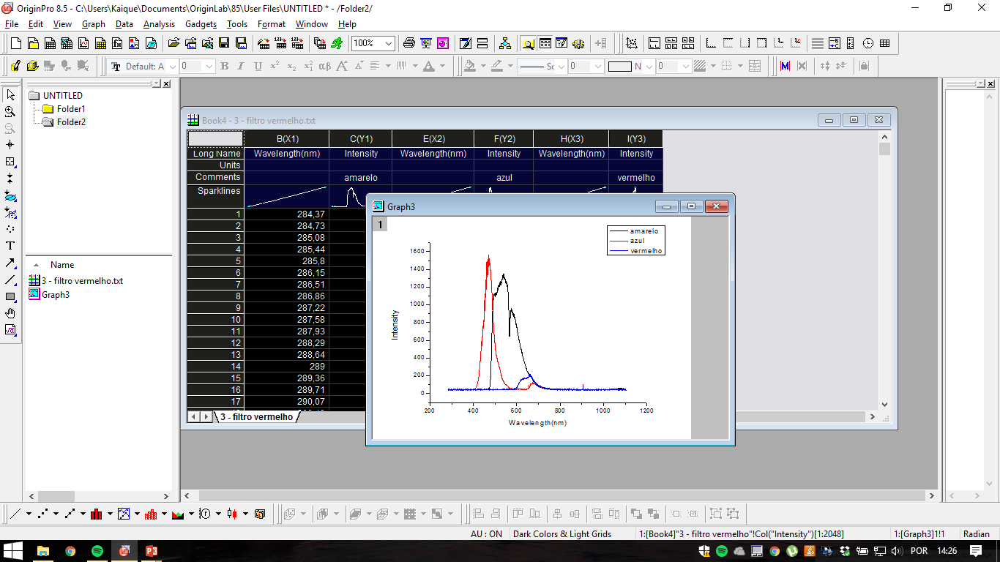 OriginPro 8.5 - C:\Users\Kaique\Documents\OriginLab\85\User Files\UNTITLED * - /Folder2/
File Edit View Graph Data Analysis Gadgets Tools Format Window Help
100%
Default: A 0 B I U x² x₂ αβ A A A 0 N 0
UNTITLED
Folder1
Folder2
Name
3 - filtro vermelho.txt
Graph3
Book4 - 3 - filtro vermelho.txt
B(X1) C(Y1) E(X2) F(Y2) H(X3) I(Y3)
Long Name Wavelength(nm) Intensity Wavelength(nm) Intensity Wavelength(nm) Intensity
Units
Comments amarelo azul vermelho
Sparklines
1 284,37
2 284,73
3 285,08
4 285,44
5 285,8
6 286,15
7 286,51
8 286,86
9 287,22
10 287,58
11 287,93
12 288,29
13 288,64
14 289
15 289,36
16 289,71
17 290,07
3 - filtro vermelho
Graph3
1
amarelo
azul
vermelho
1600
1400
1200
1000
800
600
400
200
0
Intensity
200 400 600 800 1000 1200
Wavelength(nm)
AU : ON Dark Colors & Light Grids 1:[Book4]"3 - filtro vermelho"!Col("Intensity")[1:2048] 1:[Graph3]1!1 Radian
POR 14:26